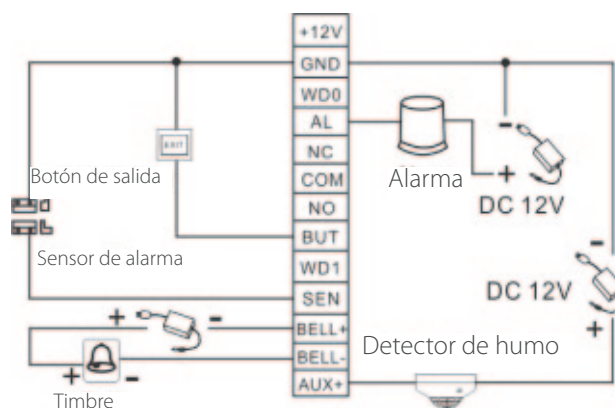 +12V
GND
WD0
AL
NC
COM
NO
BUT
WD1
SEN
BELL+
BELL-
AUX+
EXIT
Botón de salida
Sensor de alarma
+ -
+ -
Timbre
Alarma
-
+
DC 12V
-
DC 12V
+
Detector de humo